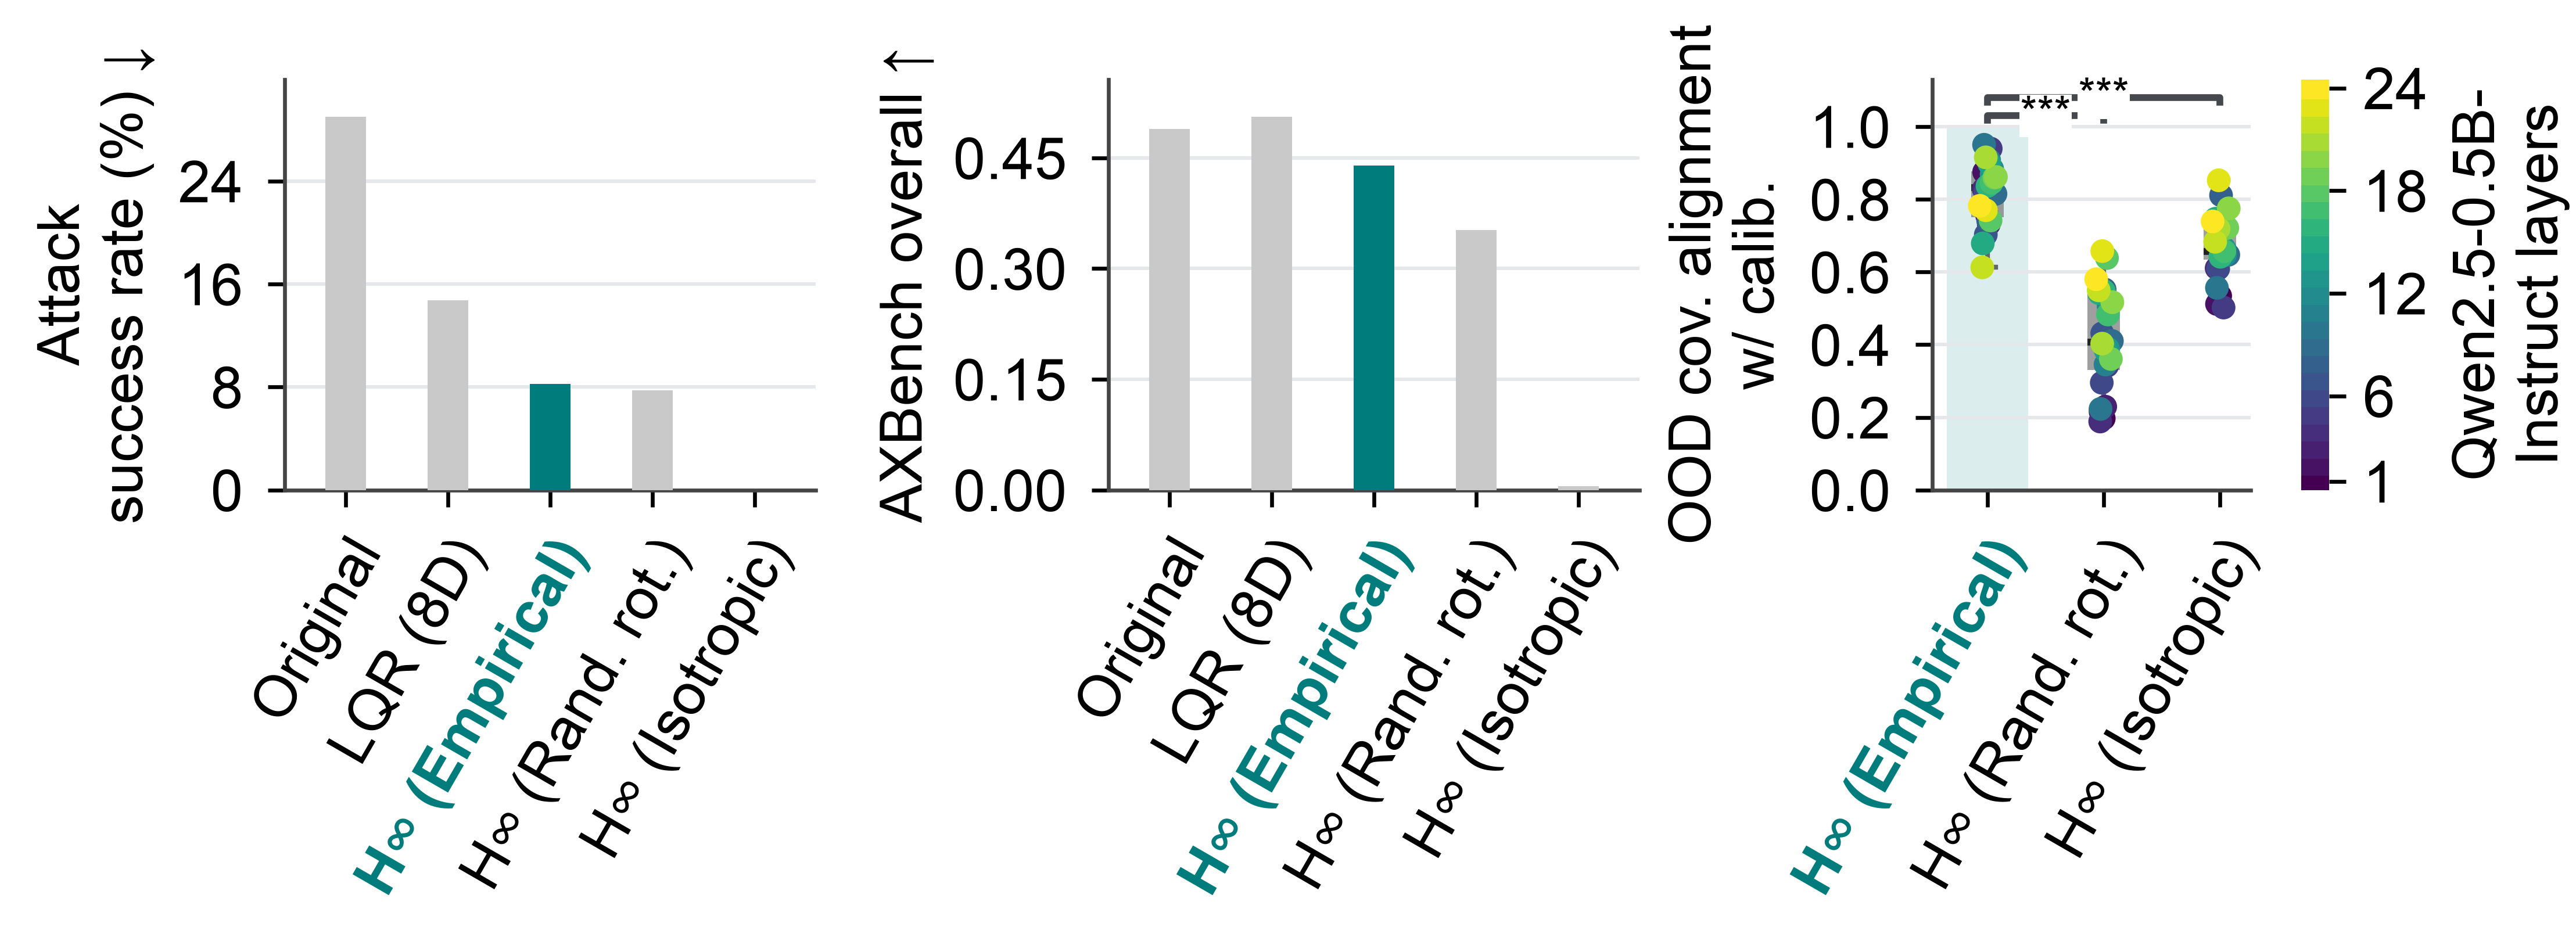 Attack
success rate (%) ↓
24
16
8
0
Original
LQR (8D)
H∞ (Empirical)
H∞ (Rand. rot.)
H∞ (Isotropic)
AXBench overall ↑
0.45
0.30
0.15
0.00
Original
LQR (8D)
H∞ (Empirical)
H∞ (Rand. rot.)
H∞ (Isotropic)
OOD cov. alignment
w/ calib.
1.0
0.8
0.6
0.4
0.2
0.0
***
***
H∞ (Empirical)
H∞ (Rand. rot.)
H∞ (Isotropic)
24
18
12
6
1
Qwen2.5-0.5B-
Instruct layers